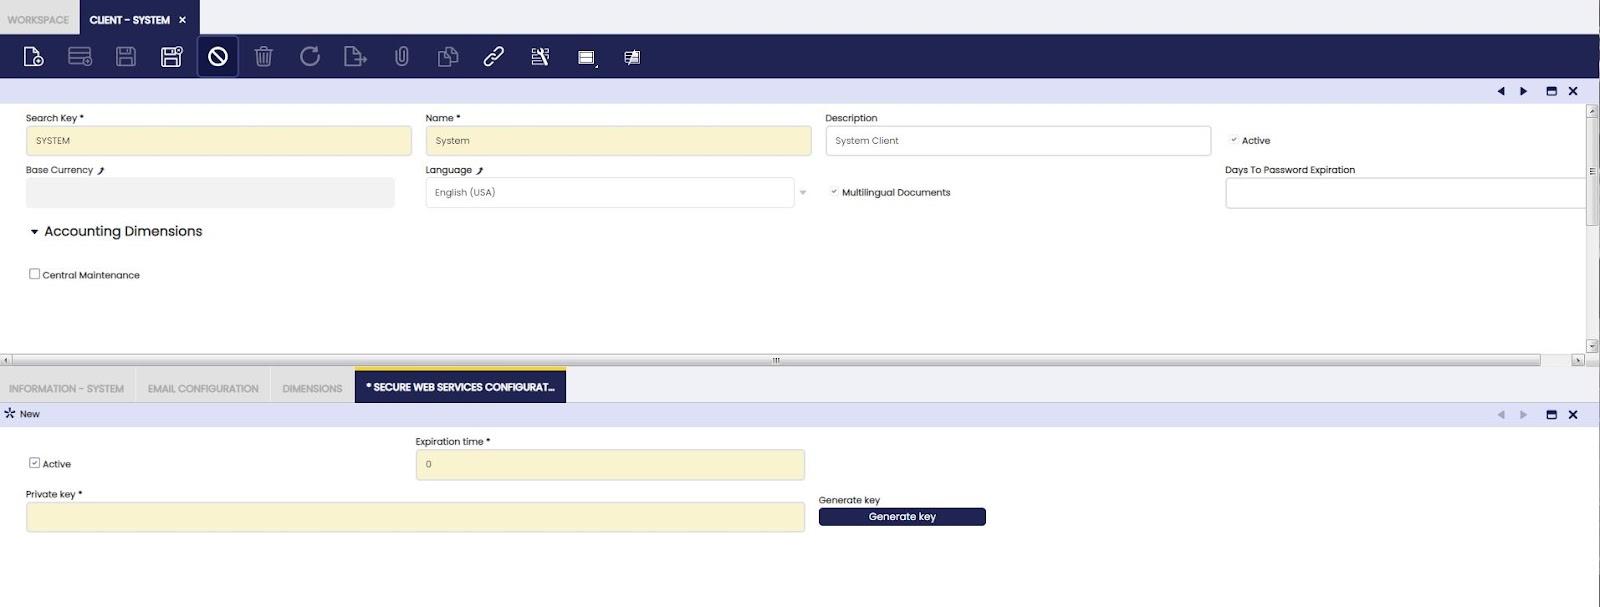 WORKSPACE
CLIENT - SYSTEM
Search Key *
Name *
Description
SYSTEM
System
System Client
Active
Base Currency
Language
Days To Password Expiration
English (USA)
Multilingual Documents
Accounting Dimensions
Central Maintenance
INFORMATION - SYSTEM
EMAIL CONFIGURATION
DIMENSIONS
* SECURE WEB SERVICES CONFIGURAT...
New
Expiration time *
Active
0
Private key *
Generate key
Generate key